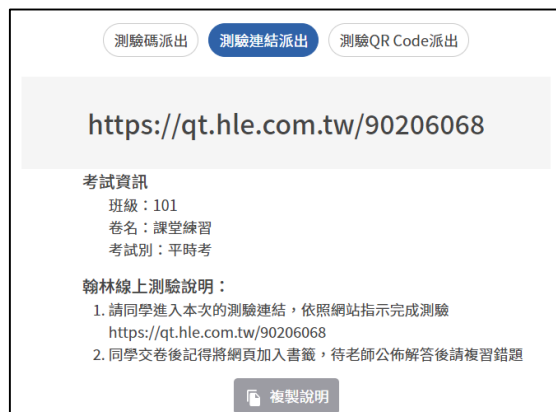 測驗碼派出 測驗連結派出 測驗QR Code派出
https://qt.hle.com.tw/90206068
考試資訊
班級：101
卷名：課堂練習
考試別：平時考
翰林線上測驗說明：
1. 請同學進入本次的測驗連結，依照網站指示完成測驗
https://qt.hle.com.tw/90206068
2. 同學交卷後記得將網頁加入書籤，待老師公佈解答後請複習錯題
複製說明